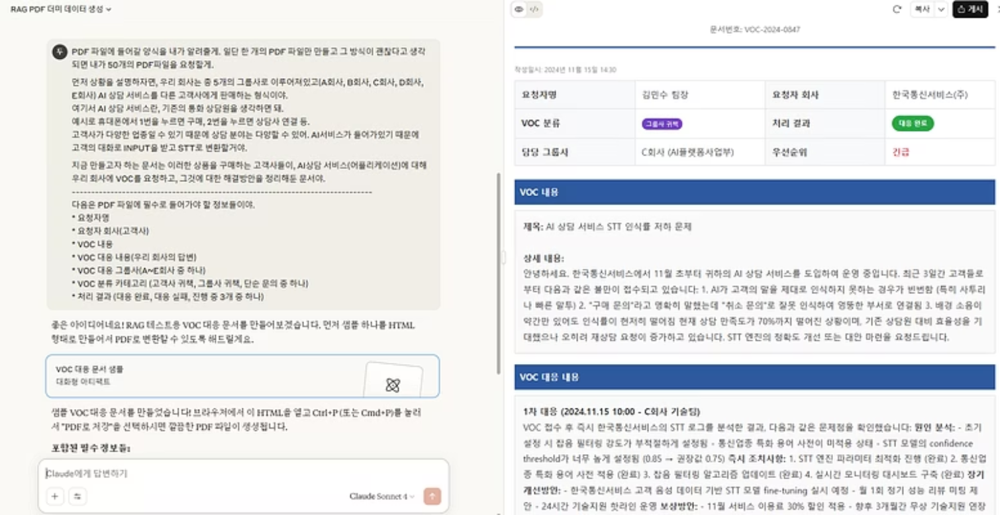 RAG PDF 더미 데이터 생성
두
PDF 파일에 들어갈 양식을 내가 알려줄게. 일단 한 개의 PDF 파일만 만들고 그 방식이 괜찮다고 생각
되면 내가 50개의 PDF파일을 요청할게.
먼저 상황을 설명하자면, 우리 회사는 총 5개의 그룹사로 이루어져있고(A회사, B회사, C회사, D회사,
E회사) AI 상담 서비스를 다른 고객사에게 판매하는 형식이야.
여기서 AI 상담 서비스란, 기존의 통화 상담원을 생각하면 돼.
예시로 휴대폰에서 1번을 누르면 구매, 2번을 누르면 상담사 연결 등.
고객사가 다양한 업종일 수 있기 때문에 상담 분야는 다양할 수 있어. AI서비스가 들어가있기 때문에
고객의 대화로 INPUT을 받고 STT로 변환할거야.
지금 만들고자 하는 문서는 이러한 상품을 구매하는 고객사들이, AI상담 서비스(어플리케이션)에 대해
우리 회사에 VOC를 요청하고, 그것에 대한 해결방안을 정리해둔 문서야.
--------------------------------------------------------------------------
다음은 PDF 파일에 필수로 들어가야 할 정보들이야.
* 요청자명
* 요청자 회사(고객사)
* VOC 내용
* VOC 대응 내용(우리 회사의 답변)
* VOC 대응 그룹사(A~E회사 중 하나)
* VOC 분류 카테고리 (고객사 귀책, 그룹사 귀책, 단순 문의 중 하나)
* 처리 결과 (대응 완료, 대응 실패, 진행 중 3개 중 하나)
좋은 아이디어네요! RAG 테스트용 VOC 대응 문서를 만들어보겠습니다. 먼저 샘플 하나를 HTML
형태로 만들어서 PDF로 변환할 수 있도록 해드릴게요.
VOC 대응 문서 샘플
대화형 아티팩트
샘플 VOC 대응 문서를 만들었습니다! 브라우저에서 이 HTML을 열고 Ctrl+P (또는 Cmd+P)를 눌러
서 "PDF로 저장"을 선택하시면 깔끔한 PDF 파일이 생성됩니다.
포함된 필수 정보들:
Claude에게 답변하기
Claude Sonnet 4
복사 게시
문서번호: VOC-2024-0847
작성일시: 2024년 11월 15일 14:30
요청자명 김민수 팀장 요청자 회사 한국통신서비스(주)
VOC 분류 그룹사 귀책 처리 결과 대응 완료
담당 그룹사 C회사 (AI플랫폼사업부) 우선순위 긴급
VOC 내용
제목: AI 상담 서비스 STT 인식률 저하 문제
상세 내용:
안녕하세요. 한국통신서비스에서 11월 초부터 귀하의 AI 상담 서비스를 도입하여 운영 중입니다. 최근 3일간 고객들로
부터 다음과 같은 불만이 접수되고 있습니다: 1. AI가 고객의 말을 제대로 인식하지 못하는 경우가 빈번함 (특히 사투리
나 빠른 말투) 2. "구매 문의"라고 명확히 말했는데 "취소 문의"로 잘못 인식하여 엉뚱한 부서로 연결됨 3. 배경 소음이
약간만 있어도 인식률이 현저히 떨어짐 현재 상담 만족도가 70%까지 떨어진 상황이며, 기존 상담원 대비 효율성을 기
대했으나 오히려 재상담 요청이 증가하고 있습니다. STT 엔진의 정확도 개선 또는 대안 마련을 요청드립니다.
VOC 대응 내용
1차 대응 (2024.11.15 10:00 - C회사 기술팀)
VOC 접수 후 즉시 한국통신서비스의 STT 로그를 분석한 결과, 다음과 같은 문제점을 확인했습니다: 원인 분석: - 초기
설정 시 잡음 필터링 강도가 부적절하게 설정됨 - 통신업종 특화 용어 사전이 미적용 상태 - STT 모델의 confidence
threshold가 너무 높게 설정됨 (0.85 → 권장값 0.75) 즉시 조치사항: 1. STT 엔진 파라미터 최적화 진행 (완료) 2. 통신업
종 특화 용어 사전 적용 (완료) 3. 잡음 필터링 알고리즘 업데이트 (완료) 4. 실시간 모니터링 대시보드 구축 (완료) 장기
개선방안: - 한국통신서비스 고객 음성 데이터 기반 STT 모델 fine-tuning 실시 예정 - 월 1회 정기 성능 리뷰 미팅 제
안 - 24시간 기술지원 핫라인 운영 보상방안: - 11월 서비스 이용료 30% 할인 적용 - 향후 3개월간 무상 기술지원 연장